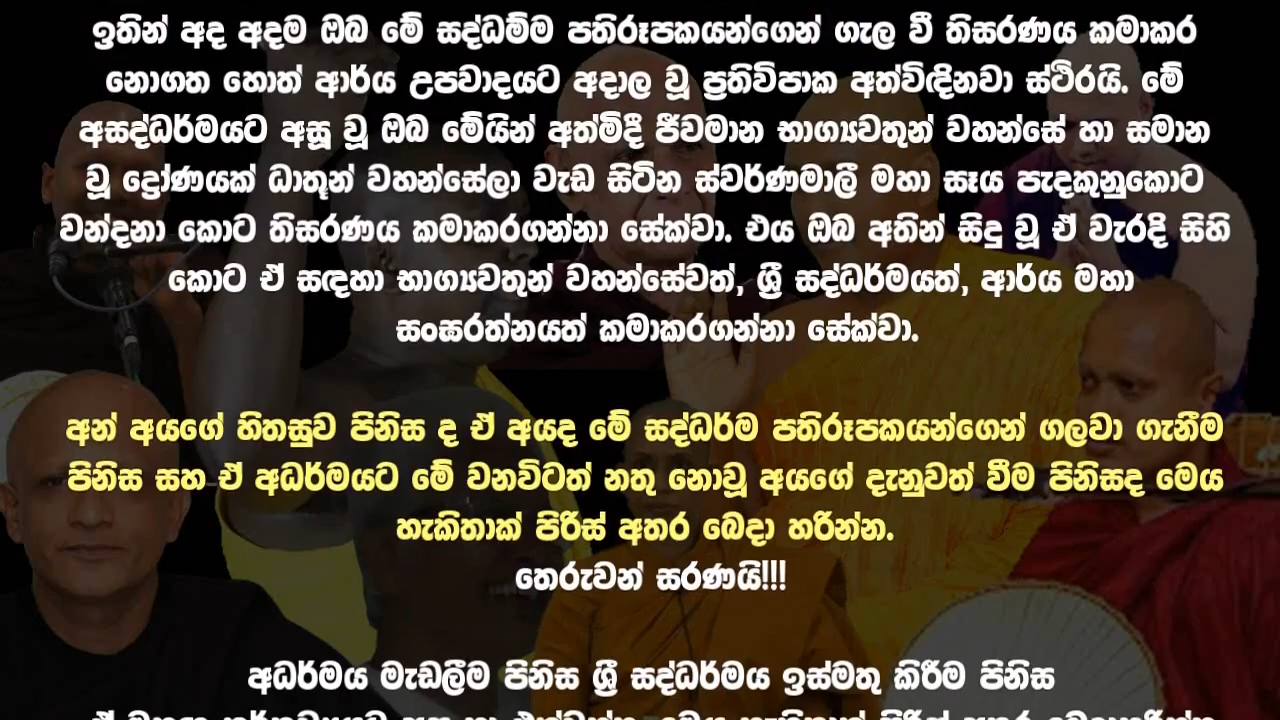 ඉතින් අද අදම ඔබ මේ සද්ධම්ම පතිරූපකයන්ගෙන් ගැල වී තිසරණය කමාකර
නොගත හොත් ආර්ය උපවාදයට අදාල වූ ප්‍රතිවිපාක අත්විඳිනවා ස්ථිරයි. මේ
අසද්ධර්මයට අසූ වූ ඔබ මේයින් අත්මිදී ජීවමාන භාග්‍යවතුන් වහන්සේ හා සමාන
වූ ද්‍රෝණයක් ධාතූන් වහන්සේලා වැඩ සිටින ස්වර්ණමාලී මහා සෑය පැදකුනුකොට
වන්දනා කොට තිසරණය කමාකරගන්නා සේක්වා. එය ඔබ අතින් සිදු වූ ඒ වැරදි සිහි
කොට ඒ සඳහා භාග්‍යවතුන් වහන්සේවත්, ශ්‍රී සද්ධර්මයත්, ආර්ය මහා
සංඝරත්නයත් කමාකරගන්නා සේක්වා.
අන් අයගේ හිතසුව පිනිස ද ඒ අයද මේ සද්ධර්ම පතිරූපකයන්ගෙන් ගලවා ගැනීම
පිනිස සහ ඒ අධර්මයට මේ වනවිටත් නතු නොවූ අයගේ දැනුවත් වීම පිනිසද මෙය
හැකිතාක් පිරිස් අතර බෙදා හරින්න.
තෙරුවන් සරණයි!!!
අධර්මය මැඩලීම පිනිස ශ්‍රී සද්ධර්මය ඉස්මතු කිරීම පිනිස